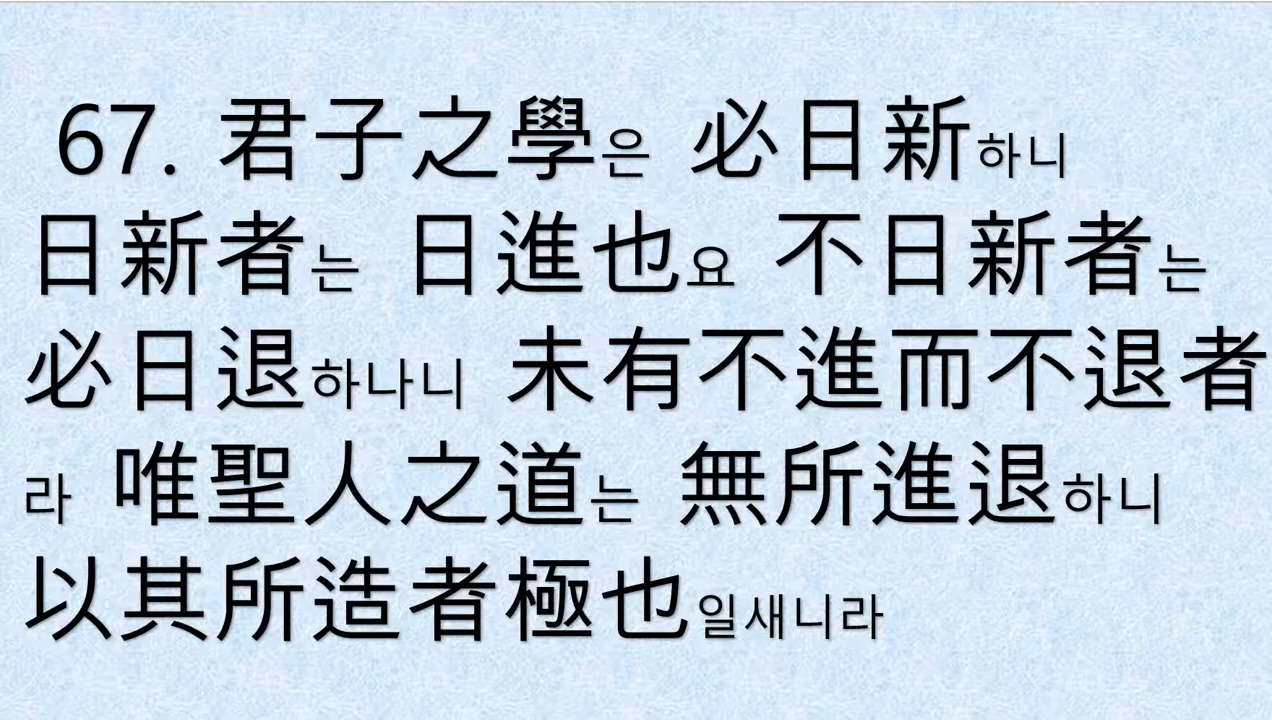 67. 君子之學은 必日新하니
日新者는 日進也요 不日新者는
必日退하나니 未有不進而不退者
라 唯聖人之道는 無所進退하니
以其所造者極也일새니라